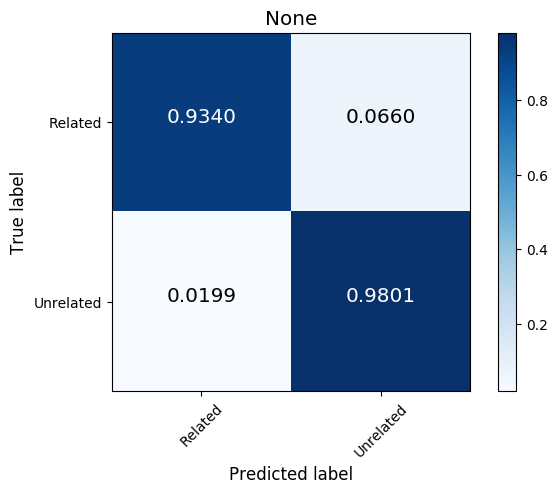 None
True label
Related
Unrelated
0.9340
0.0660
0.0199
0.9801
Related
Unrelated
Predicted label
0.8
0.6
0.4
0.2